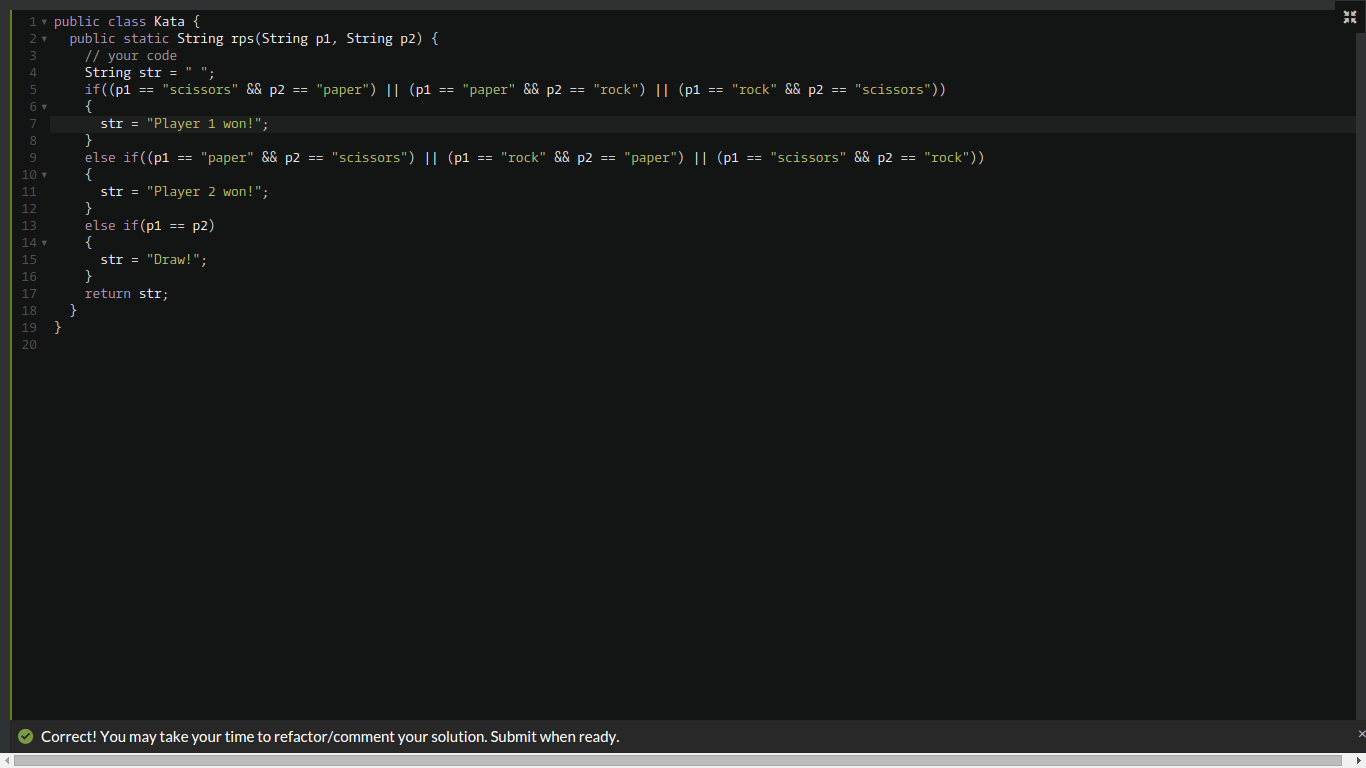 1 public class Kata {
2 public static String rps(String p1, String p2) {
3 // your code
4 String str = " ";
5 if((p1 == "scissors" && p2 == "paper") || (p1 == "paper" && p2 == "rock") || (p1 == "rock" && p2 == "scissors"))
6 {
7 str = "Player 1 won!";
8 }
9 else if((p1 == "paper" && p2 == "scissors") || (p1 == "rock" && p2 == "paper") || (p1 == "scissors" && p2 == "rock"))
10 {
11 str = "Player 2 won!";
12 }
13 else if(p1 == p2)
14 {
15 str = "Draw!";
16 }
17 return str;
18 }
19 }
20
Correct! You may take your time to refactor/comment your solution. Submit when ready.